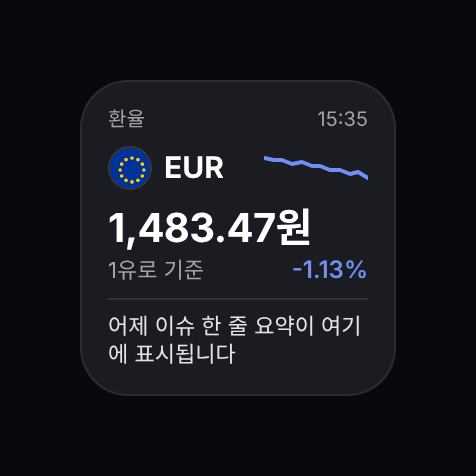 환율
15:35
EUR
1,483.47원
1유로 기준
-1.13%
어제 이슈 한 줄 요약이 여기
에 표시됩니다